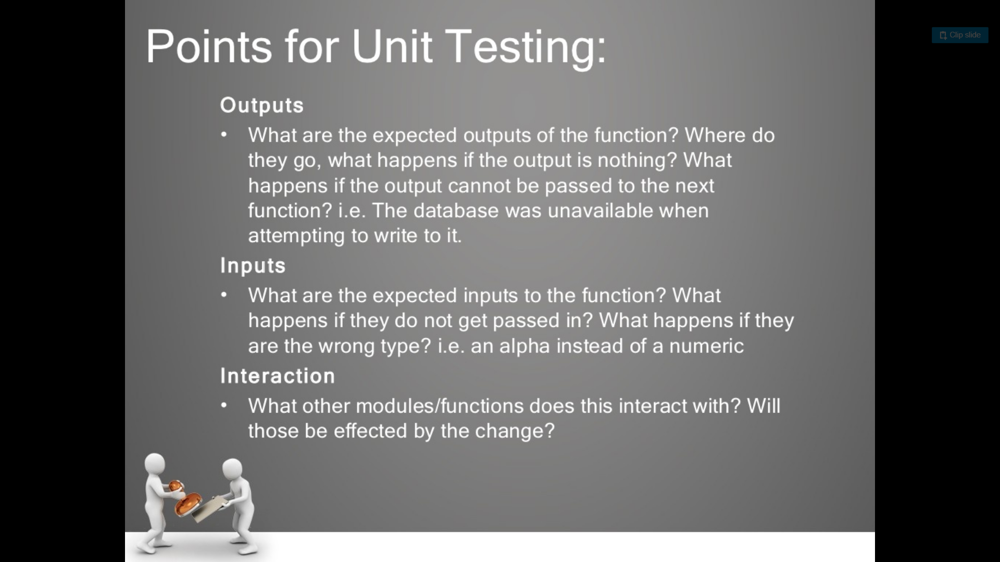 Points for Unit Testing:
Clip slide
Outputs
• What are the expected outputs of the function? Where do
they go, what happens if the output is nothing? What
happens if the output cannot be passed to the next
function? i.e. The database was unavailable when
attempting to write to it.
Inputs
• What are the expected inputs to the function? What
happens if they do not get passed in? What happens if they
are the wrong type? i.e. an alpha instead of a numeric
Interaction
• What other modules/functions does this interact with? Will
those be effected by the change?